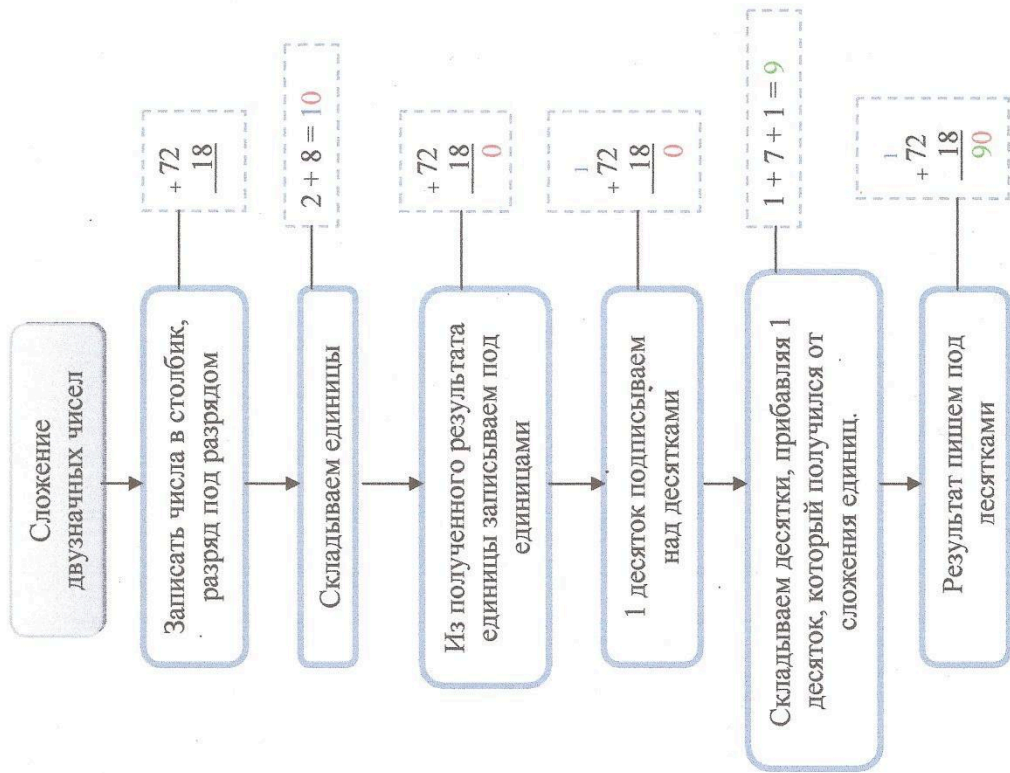 Сложение
двузначных чисел
Записать числа в столбик,
разряд под разрядом
+ 72
18
Складываем единицы
2 + 8 = 10
Из полученного результата
единицы записываем под
единицами
+ 72
18
0
1 десяток подписываем
над десятками
1
+ 72
18
0
Складываем десятки, прибавляя 1
десяток, который получился от
сложения единиц.
1 + 7 + 1 = 9
Результат пишем под
десятками
1
+ 72
18
90